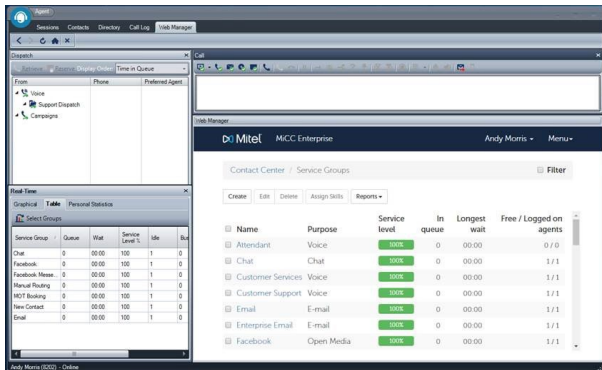 Agent
Sessions Contacts Directory Call Log Web Manager
Dispatch
Retrieve Receive Display Order: Time in Queue
From Phone Preferred Agent
Voice
Support Dispatch
Campaigns
Real-Time
Graphical Table Personal Statistics
Select Groups
Service Group Queue Wait Service Level % Idle Bus
Chat 0 00:00 100 1 0
Facebook 0 00:00 100 1 0
Facebook Messe... 0 00:00 100 1 0
Manual Routing 0 00:00 100 1 0
MOT Booking 0 00:00 100 1 0
New Contact 0 00:00 100 1 0
Email 0 00:00 100 1 0
Andy Morris (8202) - Online
Call
Web Manager
Mitel MiCC Enterprise Andy Morris Menu
Contact Center / Service Groups Filter
Create Edit Delete Assign Skills Reports
Name Purpose Service level In queue Longest wait Free / Logged on agents
Attendant Voice 100% 0 00:00 0 / 0
Chat Chat 100% 0 00:00 1 / 1
Customer Services Voice 100% 0 00:00 1 / 1
Customer Support Voice 100% 0 00:00 1 / 1
Email E-mail 100% 0 00:00 1 / 1
Enterprise Email E-mail 100% 0 00:00 1 / 1
Facebook Open Media 100% 0 00:00 1 / 1